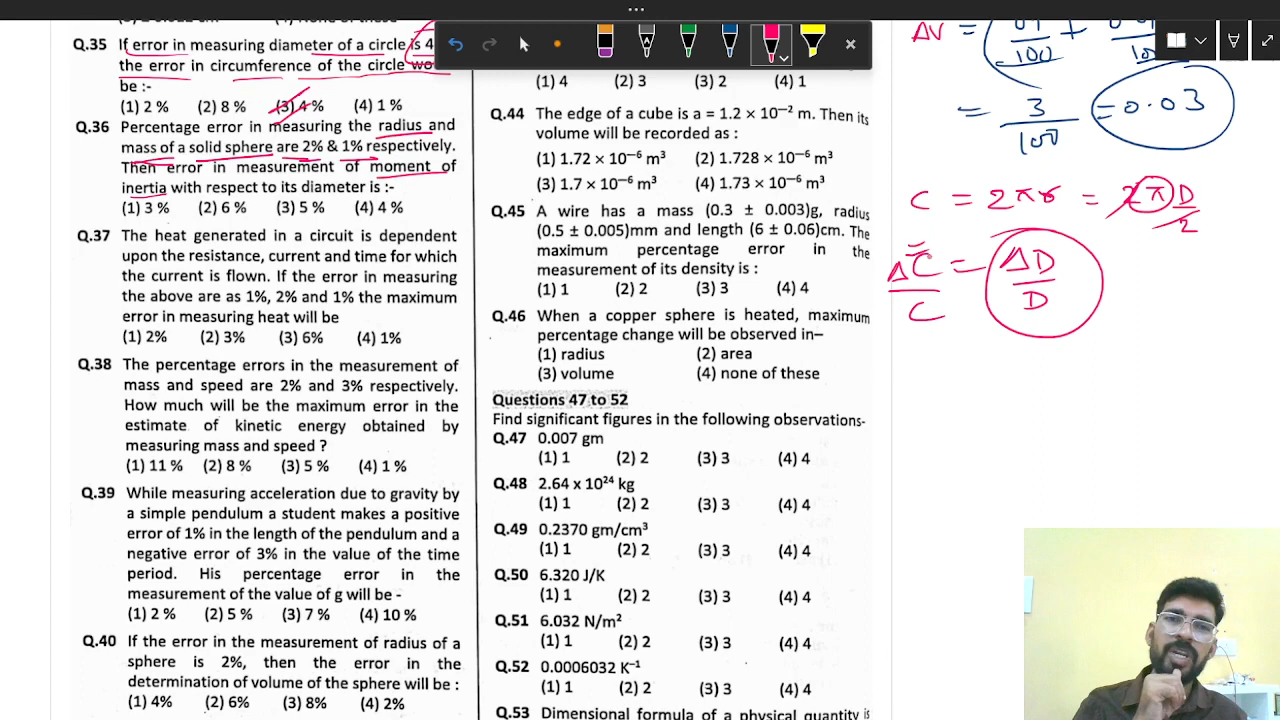 Q.35 If error in measuring diameter of a circle is 4
the error in circumference of the circle
be :-
(1) 2 % (2) 8 % (3) 4 % (4) 1 %
Q.36 Percentage error in measuring the radius and
mass of a solid sphere are 2% & 1% respectively.
Then error in measurement of moment of
inertia with respect to its diameter is :-
(1) 3 % (2) 6 % (3) 5 % (4) 4 %
Q.37 The heat generated in a circuit is dependent
upon the resistance, current and time for which
the current is flown. If the error in measuring
the above are as 1%, 2% and 1% the maximum
error in measuring heat will be
(1) 2% (2) 3% (3) 6% (4) 1%
Q.38 The percentage errors in the measurement of
mass and speed are 2% and 3% respectively.
How much will be the maximum error in the
estimate of kinetic energy obtained by
measuring mass and speed ?
(1) 11 % (2) 8 % (3) 5 % (4) 1 %
Q.39 While measuring acceleration due to gravity by
a simple pendulum a student makes a positive
error of 1% in the length of the pendulum and a
negative error of 3% in the value of the time
period. His percentage error in the
measurement of the value of g will be -
(1) 2 % (2) 5 % (3) 7 % (4) 10 %
Q.40 If the error in the measurement of radius of a
sphere is 2%, then the error in the
determination of volume of the sphere will be :
(1) 4% (2) 6% (3) 8% (4) 2%
(1) 4 (2) 3 (3) 2 (4) 1
Q.44 The edge of a cube is a = 1.2 × 10⁻² m. Then its
volume will be recorded as :
(1) 1.72 × 10⁻⁶ m³ (2) 1.728 × 10⁻⁶ m³
(3) 1.7 × 10⁻⁶ m³ (4) 1.73 × 10⁻⁶ m³
Q.45 A wire has a mass (0.3 ± 0.003)g, radius
(0.5 ± 0.005)mm and length (6 ± 0.06)cm. The
maximum percentage error in the
measurement of its density is :
(1) 1 (2) 2 (3) 3 (4) 4
Q.46 When a copper sphere is heated, maximum
percentage change will be observed in–
(1) radius (2) area
(3) volume (4) none of these
Questions 47 to 52
Find significant figures in the following observations-
Q.47 0.007 gm
(1) 1 (2) 2 (3) 3 (4) 4
Q.48 2.64 x 10²⁴ kg
(1) 1 (2) 2 (3) 3 (4) 4
Q.49 0.2370 gm/cm³
(1) 1 (2) 2 (3) 3 (4) 4
Q.50 6.320 J/K
(1) 1 (2) 2 (3) 3 (4) 4
Q.51 6.032 N/m²
(1) 1 (2) 2 (3) 3 (4) 4
Q.52 0.0006032 K⁻¹
(1) 1 (2) 2 (3) 3 (4) 4
Q.53 Dimensional formula of a physical quantity is
ΔV =
100 +
= 3/100 = 0.03
C = 2πr = 2πD/2
ΔC/C = ΔD/D